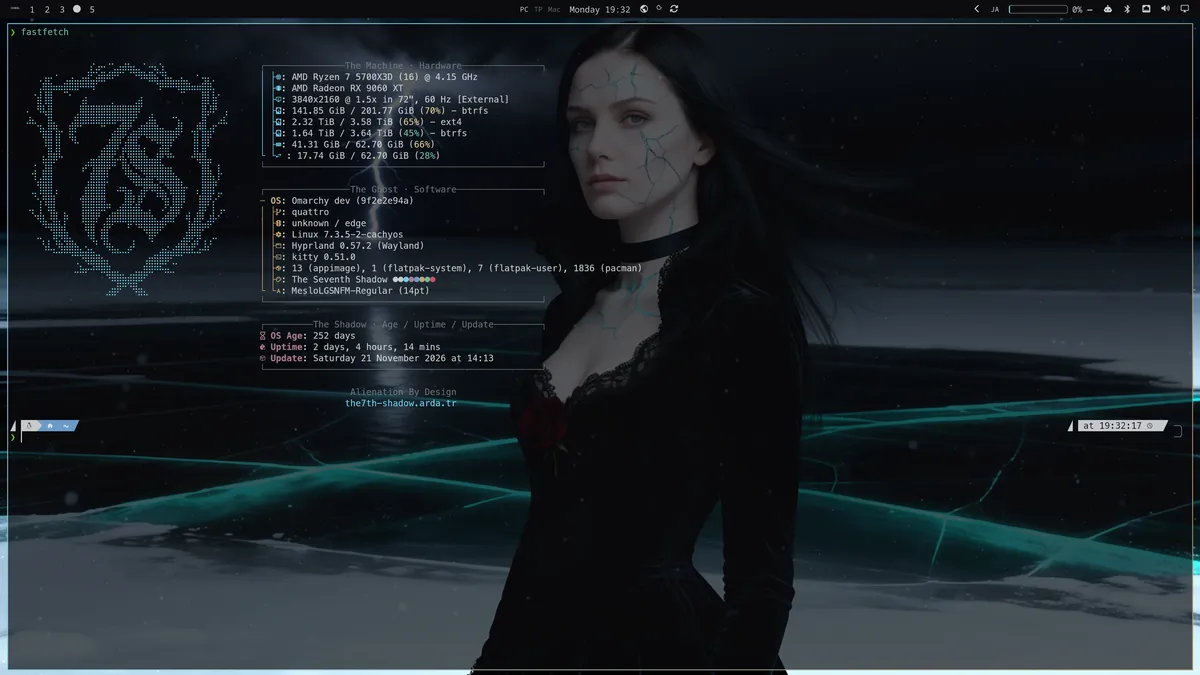 1 2 3 5 PC TP Mac Monday 19:32 JA 0% —
❯ fastfetch
The Machine · Hardware
: AMD Ryzen 7 5700X3D (16) @ 4.15 GHz
: AMD Radeon RX 9060 XT
: 3840x2160 @ 1.5x in 72", 60 Hz [External]
: 141.85 GiB / 201.77 GiB (70%) - btrfs
: 2.32 TiB / 3.58 TiB (65%) - ext4
: 1.64 TiB / 3.64 TiB (45%) - btrfs
: 41.31 GiB / 62.70 GiB (66%)
: 17.74 GiB / 62.70 GiB (28%)
The Ghost · Software
OS: Omarchy dev (9f2e2e94a)
: quattro
: unknown / edge
: Linux 7.3.5-2-cachyos
: Hyprland 0.57.2 (Wayland)
: kitty 0.51.0
: 13 (appimage), 1 (flatpak-system), 7 (flatpak-user), 1836 (pacman)
: The Seventh Shadow
: MesloLGSNFM-Regular (14pt)
The Shadow · Age / Uptime / Update
OS Age: 252 days
Uptime: 2 days, 4 hours, 14 mins
Update: Saturday 21 November 2026 at 14:13
Alienation By Design
the7th-shadow.arda.tr
~ at 19:32:17
❯